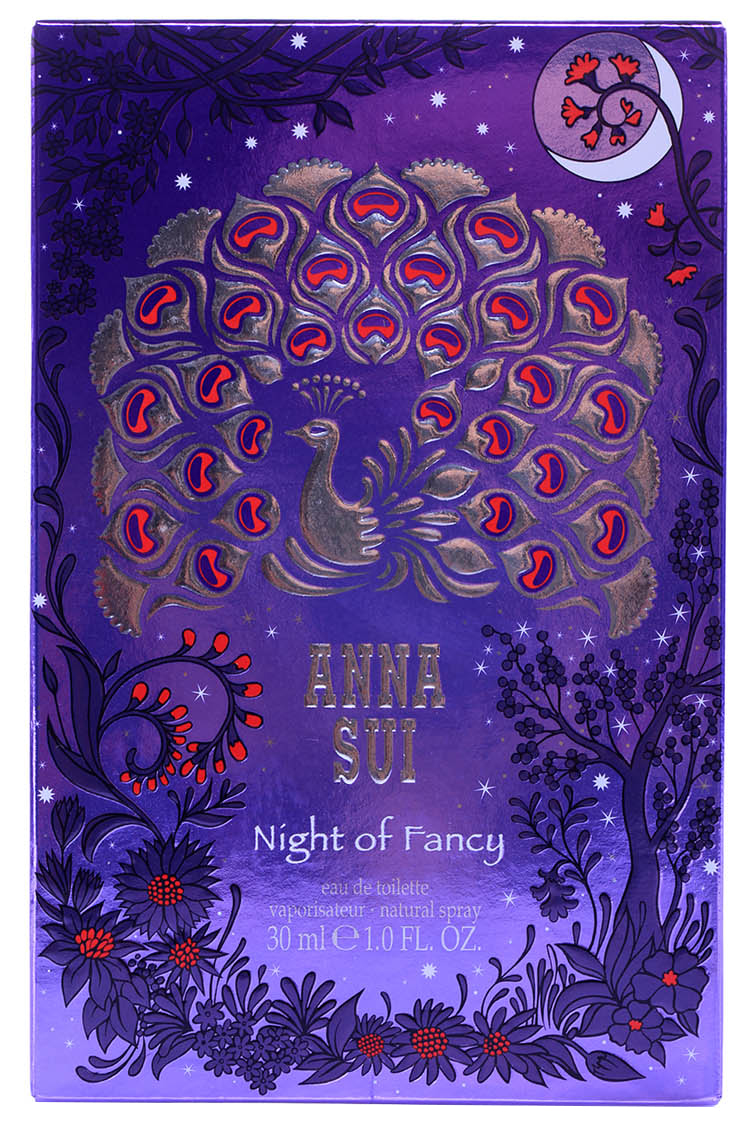 ANNA
SUI
Night of Fancy
eau de toilette
vaporisateur · natural spray
30 ml ℮ 1.0 FL. OZ.